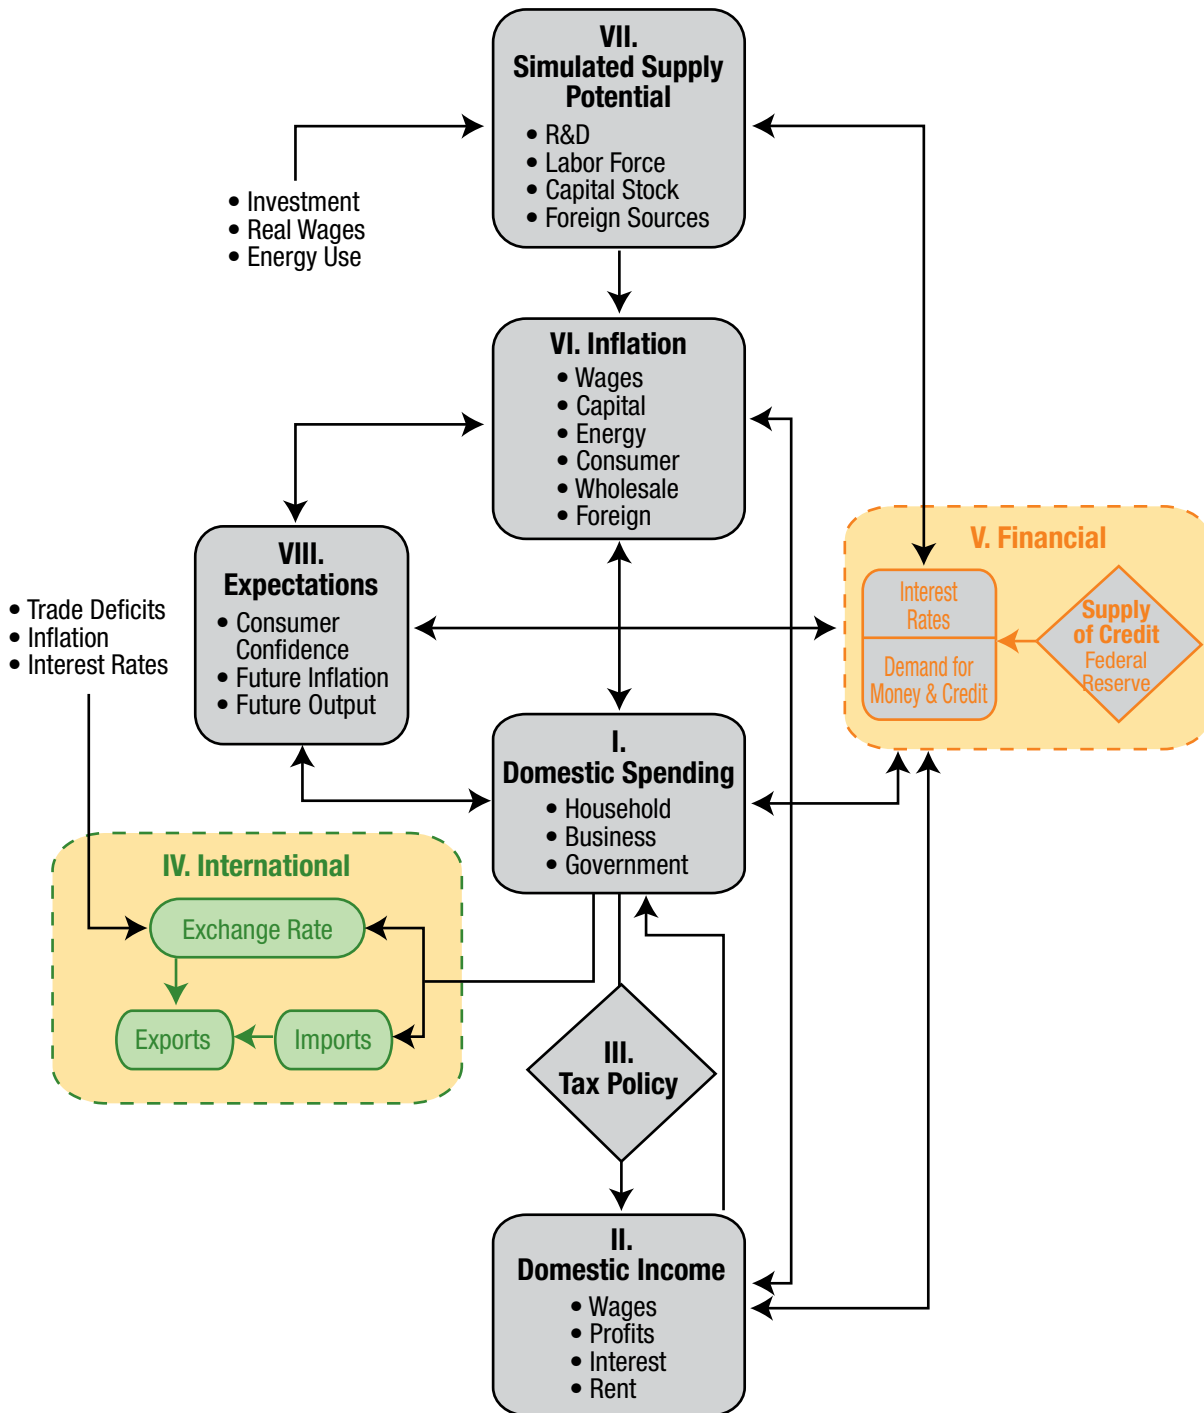 VII.
Simulated Supply
Potential
• R&D
• Labor Force
• Capital Stock
• Foreign Sources
• Investment
• Real Wages
• Energy Use
VI. Inflation
• Wages
• Capital
• Energy
• Consumer
• Wholesale
• Foreign
VIII.
Expectations
• Consumer
Confidence
• Future Inflation
• Future Output
• Trade Deficits
• Inflation
• Interest Rates
V. Financial
Interest
Rates
Demand for
Money & Credit
Supply
of Credit
Federal
Reserve
I.
Domestic Spending
• Household
• Business
• Government
IV. International
Exchange Rate
Exports
Imports
III.
Tax Policy
II.
Domestic Income
• Wages
• Profits
• Interest
• Rent